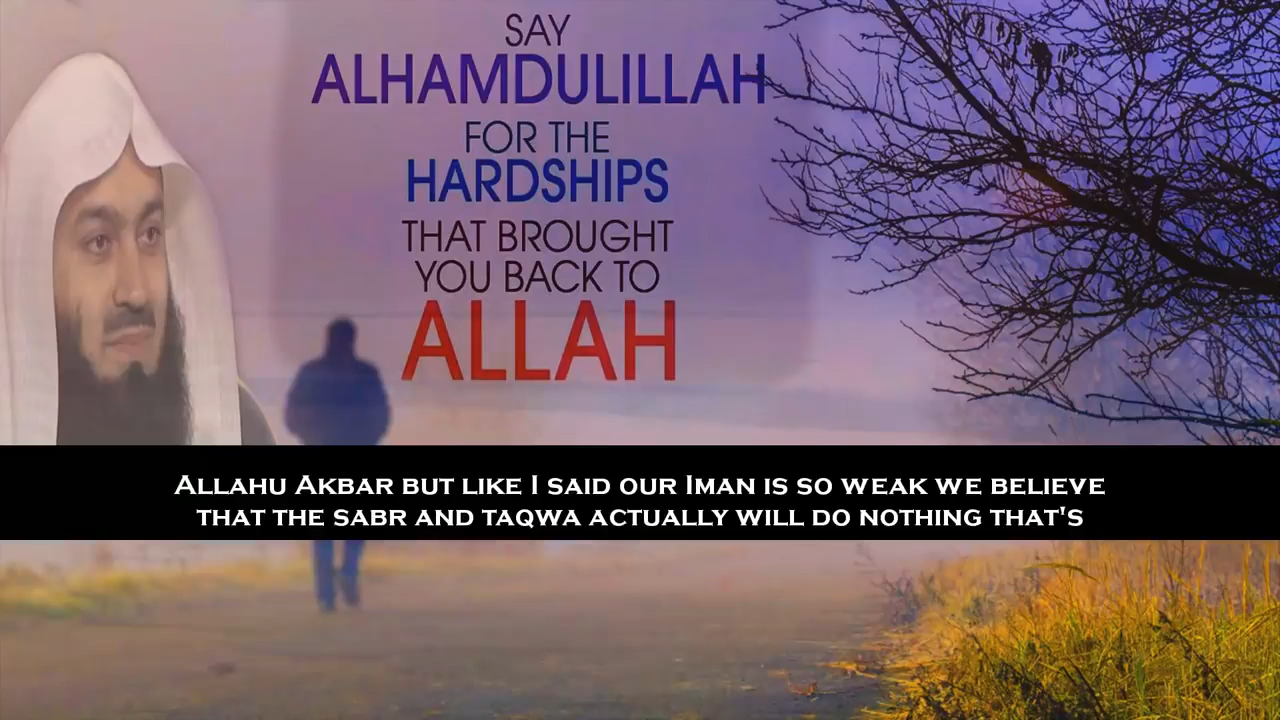 SAY
ALHAMDULILLAH
FOR THE
HARDSHIPS
THAT BROUGHT
YOU BACK TO
ALLAH
ALLAHU AKBAR BUT LIKE I SAID OUR IMAN IS SO WEAK WE BELIEVE
THAT THE SABR AND TAQWA ACTUALLY WILL DO NOTHING THAT'S